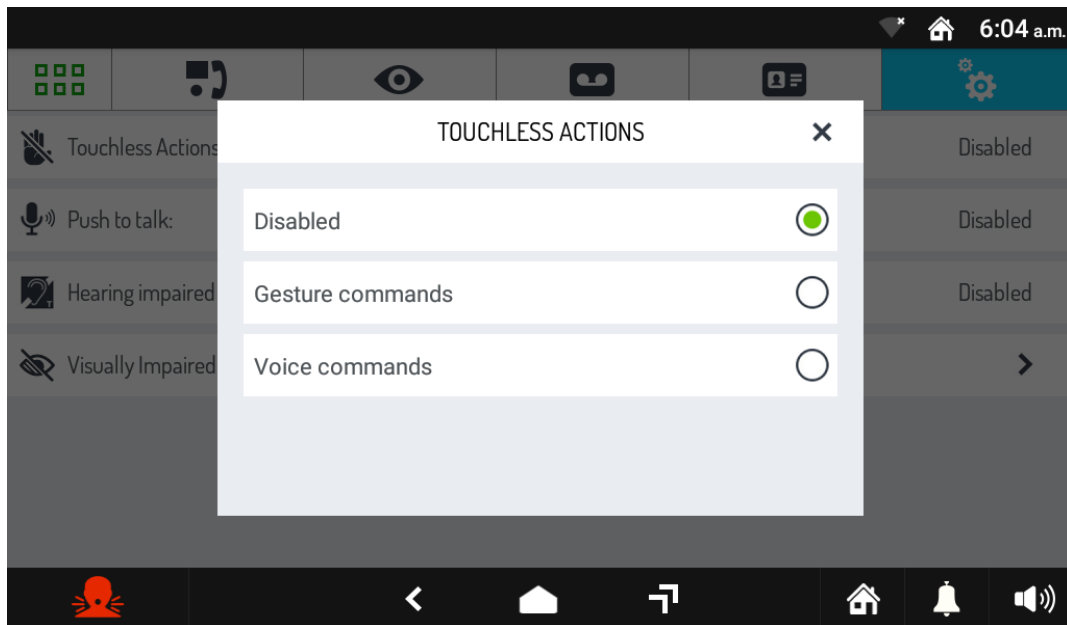 6:04 a.m.
TOUCHLESS ACTIONS
Touchless Actions
Disabled
Push to talk:
Disabled
Hearing impaired
Disabled
Visually Impaired
Disabled
Gesture commands
Voice commands